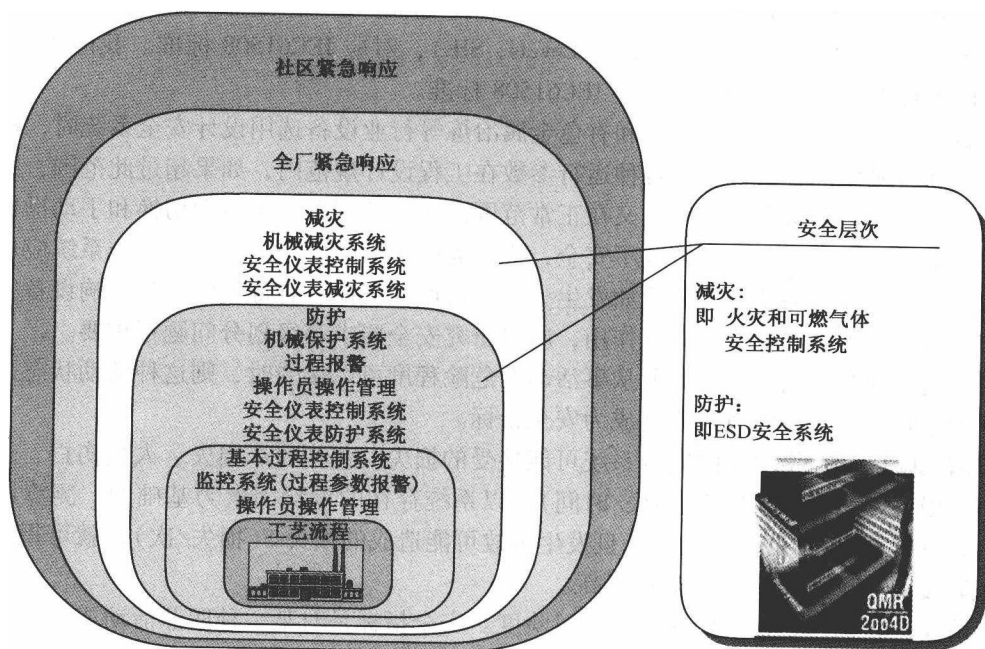 社区紧急响应
全厂紧急响应
减灾
机械减灾系统
安全仪表控制系统
安全仪表减灾系统
防护
机械保护系统
过程报警
操作员操作管理
安全仪表控制系统
安全仪表防护系统
基本过程控制系统
监控系统(过程参数报警)
操作员操作管理
工艺流程
安全层次
减灾:
即 火灾和可燃气体
安全控制系统
防护:
即ESD安全系统
QMR
2oo4D